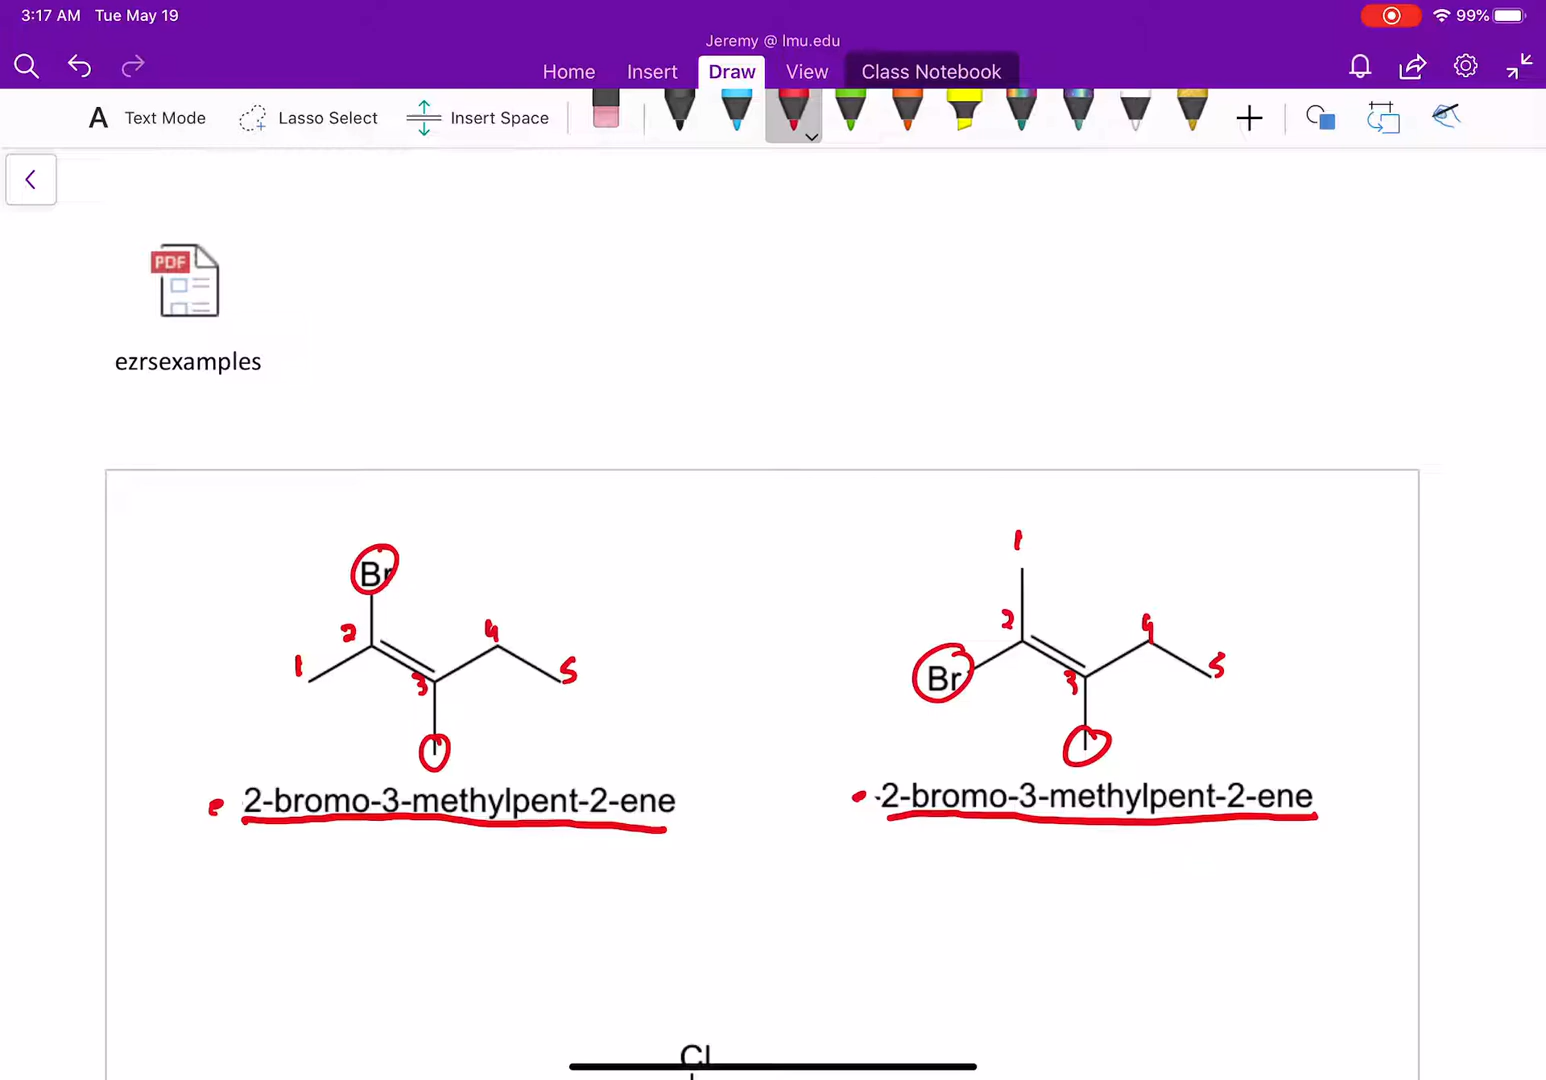 3:17 AM Tue May 19
99%
Jeremy @ lmu.edu
Home Insert Draw View Class Notebook
A Text Mode Lasso Select Insert Space
PDF
ezrsexamples
Br
2
4
1
3
5
2-bromo-3-methylpent-2-ene
1
2
4
Br
3
5
-2-bromo-3-methylpent-2-ene
Cl